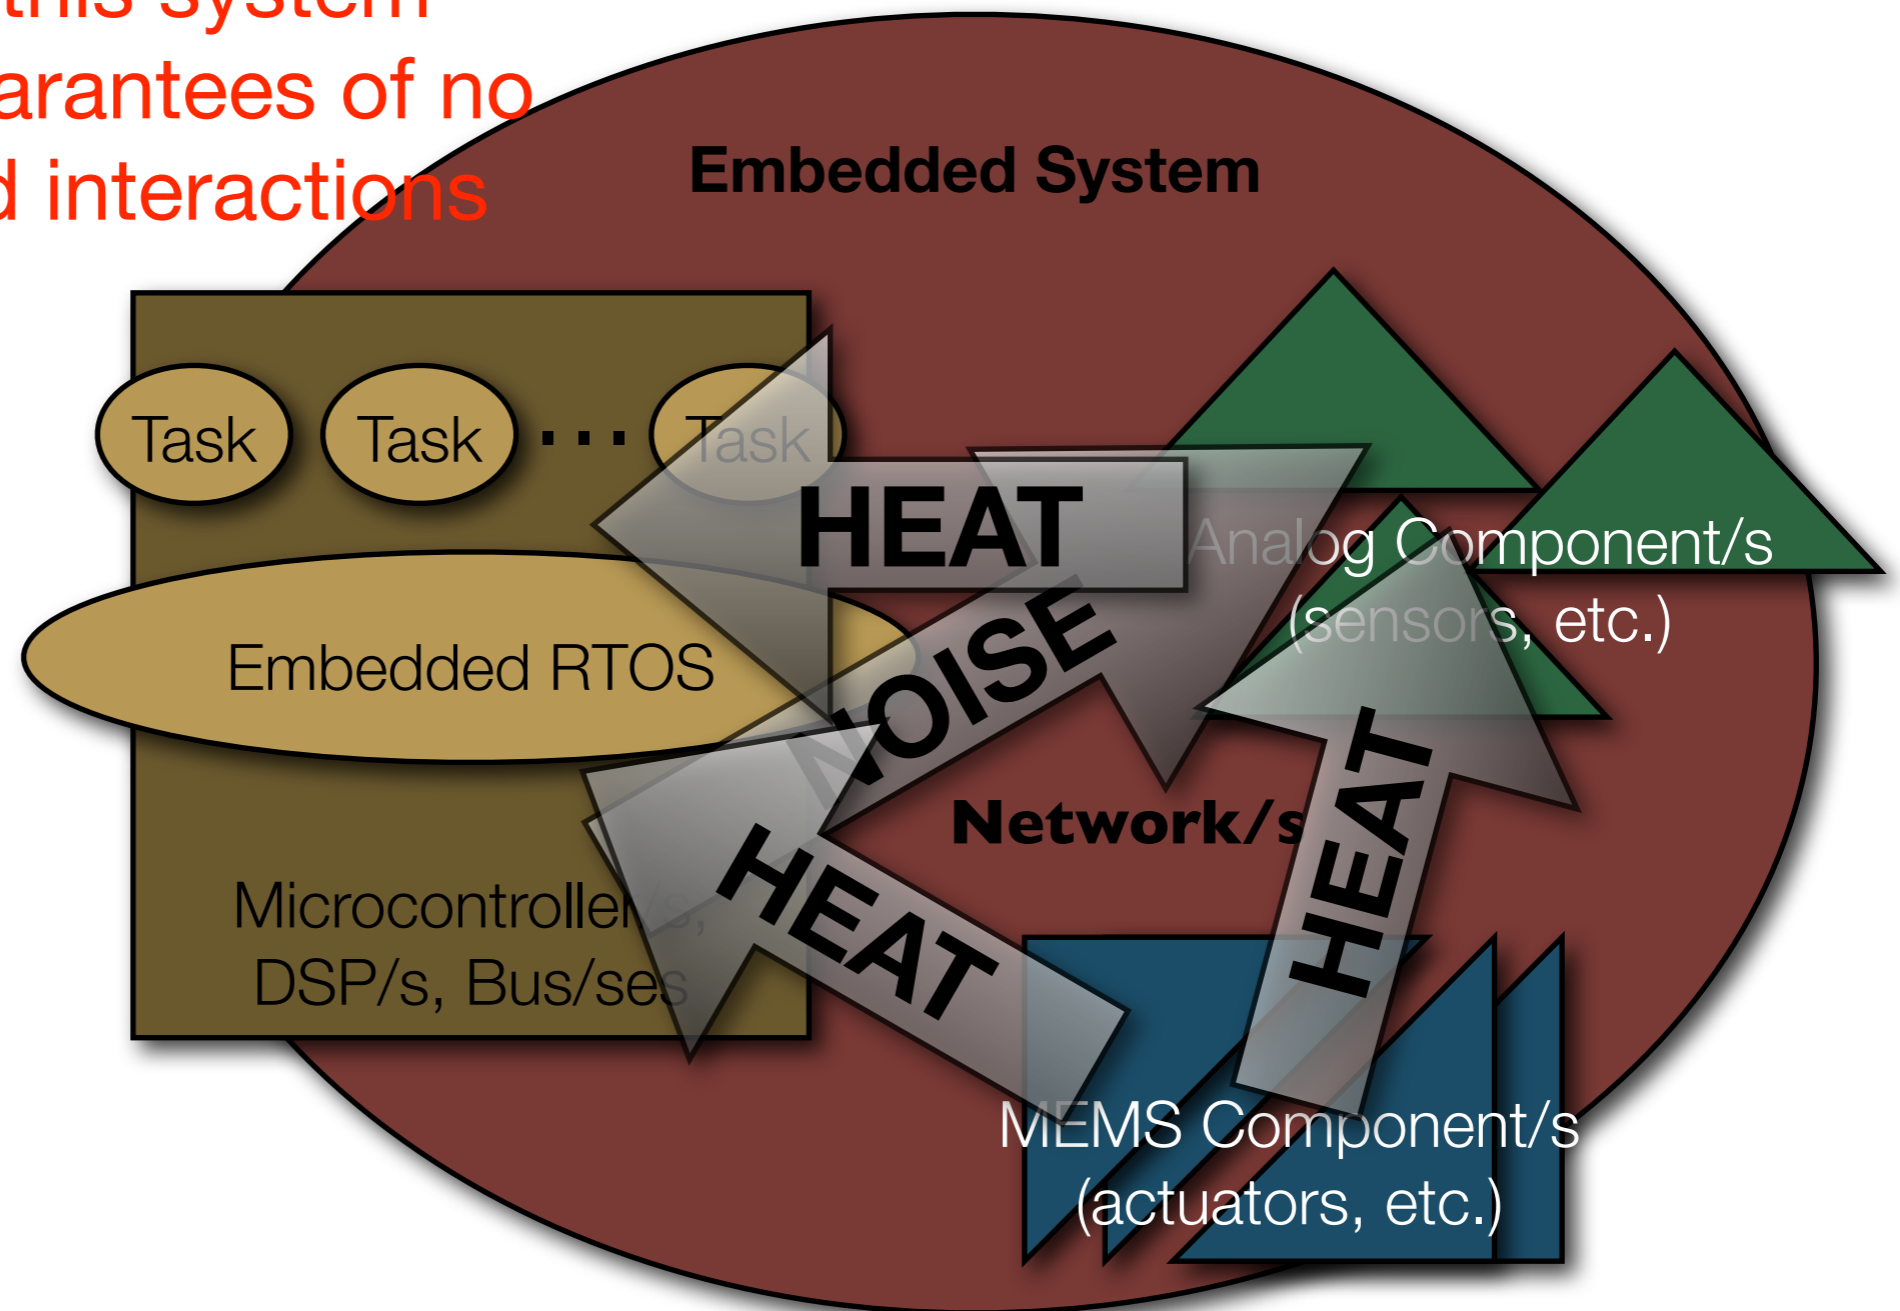 this system
arantees of no
d interactions
Embedded System
Task
Task
...
Task
HEAT
Analog Component/s
(sensors, etc.)
Embedded RTOS
NOISE
Network/s
HEAT
HEAT
Microcontroller/s,
DSP/s, Bus/ses
MEMS Component/s
(actuators, etc.)